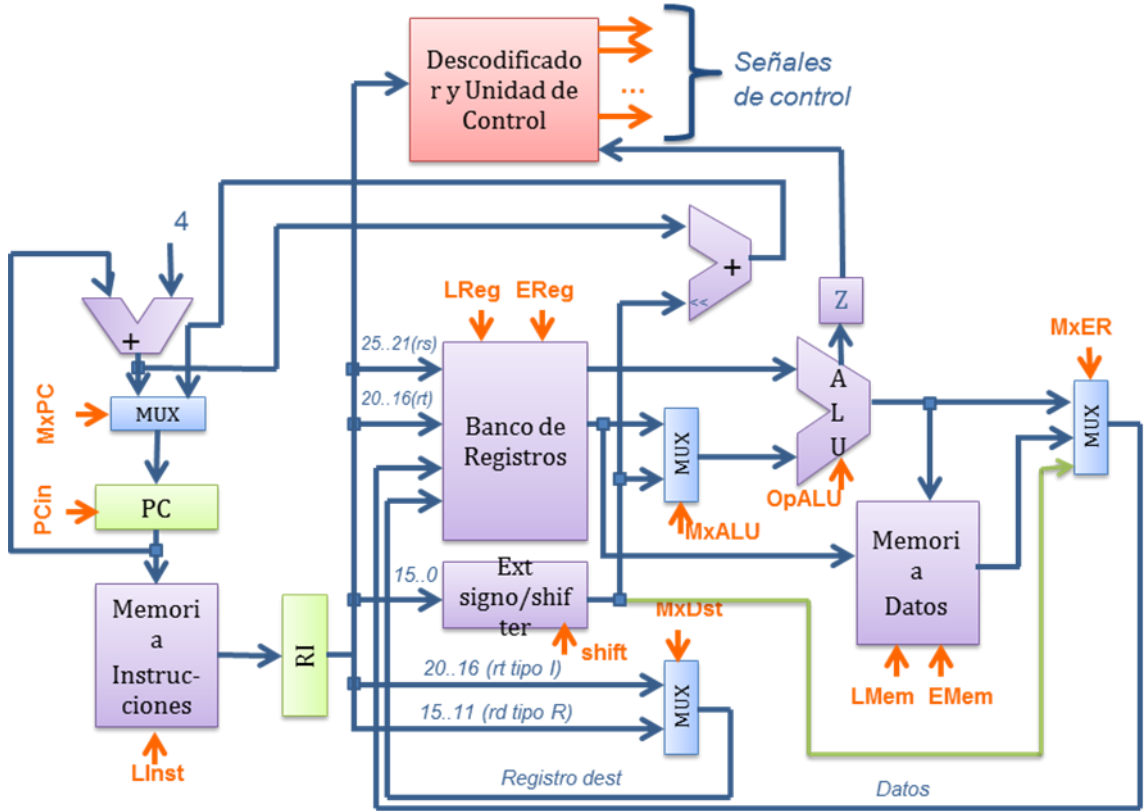 Descodificado
r y Unidad de
Control
...
Señales
de control
4
+
<<
+
Z
LReg
EReg
MxER
25..21(rs)
20..16(rt)
MxPC
MUX
Banco de
Registros
MUX
A
L
U
MUX
PCin
PC
OpALU
MxALU
15..0
Ext
signo/shif
ter
Memori
a
Datos
Memori
a
Instruc-
ciones
RI
MxDst
shift
20..16 (rt tipo I)
15..11 (rd tipo R)
MUX
LMem
EMem
LInst
Registro dest
Datos